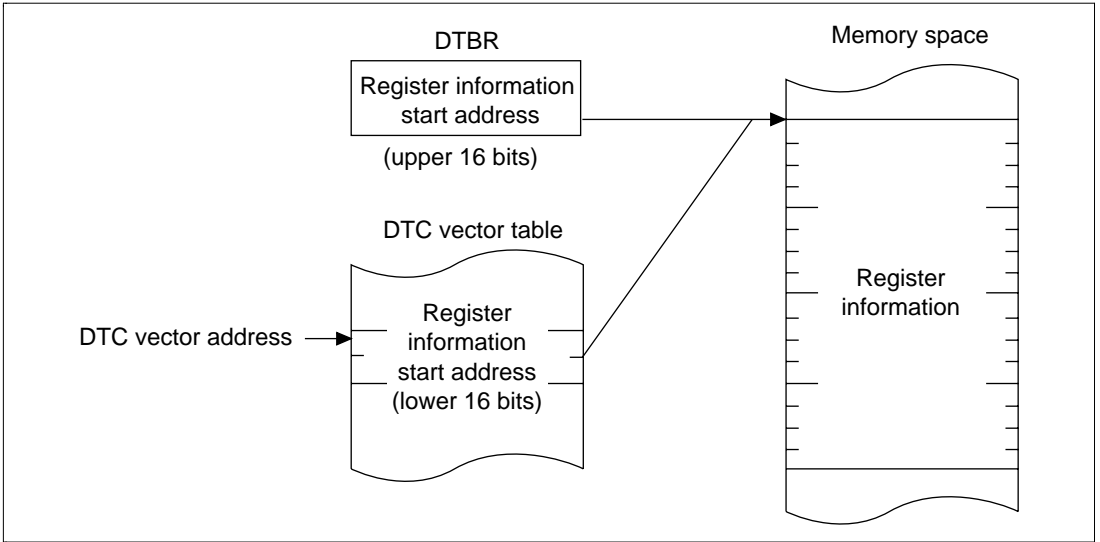 DTBR
Register information
start address
(upper 16 bits)
DTC vector table
DTC vector address
Register
information
start address
(lower 16 bits)
Memory space
Register
information